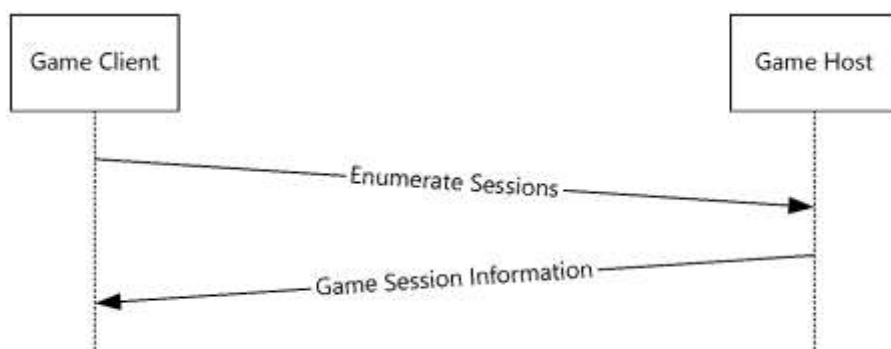 Game Client
Game Host
Enumerate Sessions
Game Session Information